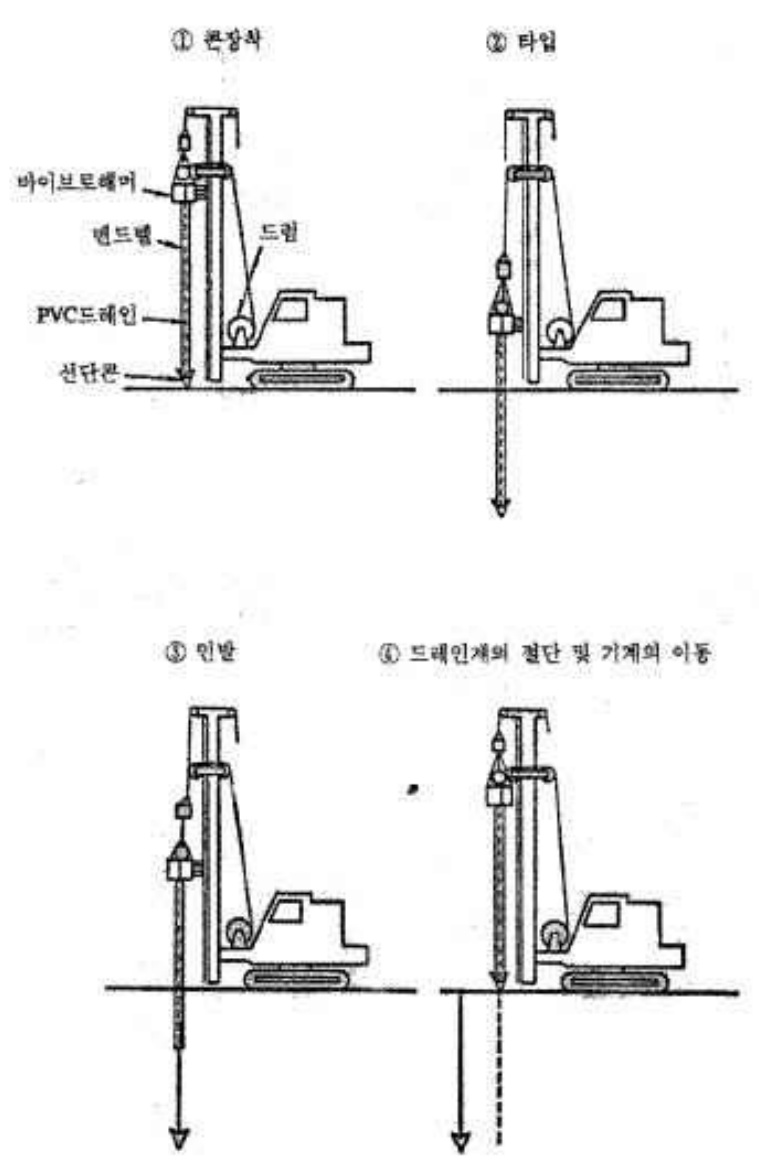 ① 콘장착
② 타입
바이브로해머
맨드렐
드럼
PVC드레인
선단콘
③ 인발
④ 드레인재의 절단 및 기계의 이동